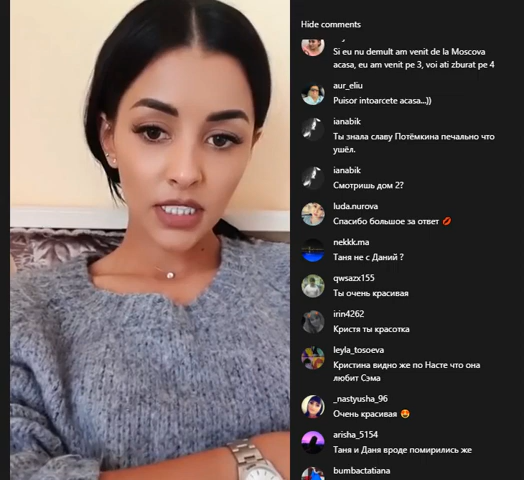 Hide comments
Si eu nu demult am venit de la Moscova
acasa, eu am venit pe 3, voi ati zburat pe 4
aur_eliu
Puisor intoarcete acasa...))
ianabik
Ты знала славу Потёмкина печально что
ушёл.
ianabik
Смотришь дом 2?
luda.nurova
Спасибо большое за ответ 💋
nekkk.ma
Таня не с Даний ?
qwsazx155
Ты очень красивая
irin4262
Кристя ты красотка
leyla_tosoeva
Кристина видно же по Насте что она
любит Сэма
_nastyusha_96
Очень красивая 😍
arisha_5154
Таня и Даня вроде помирились же
bumbactatiana